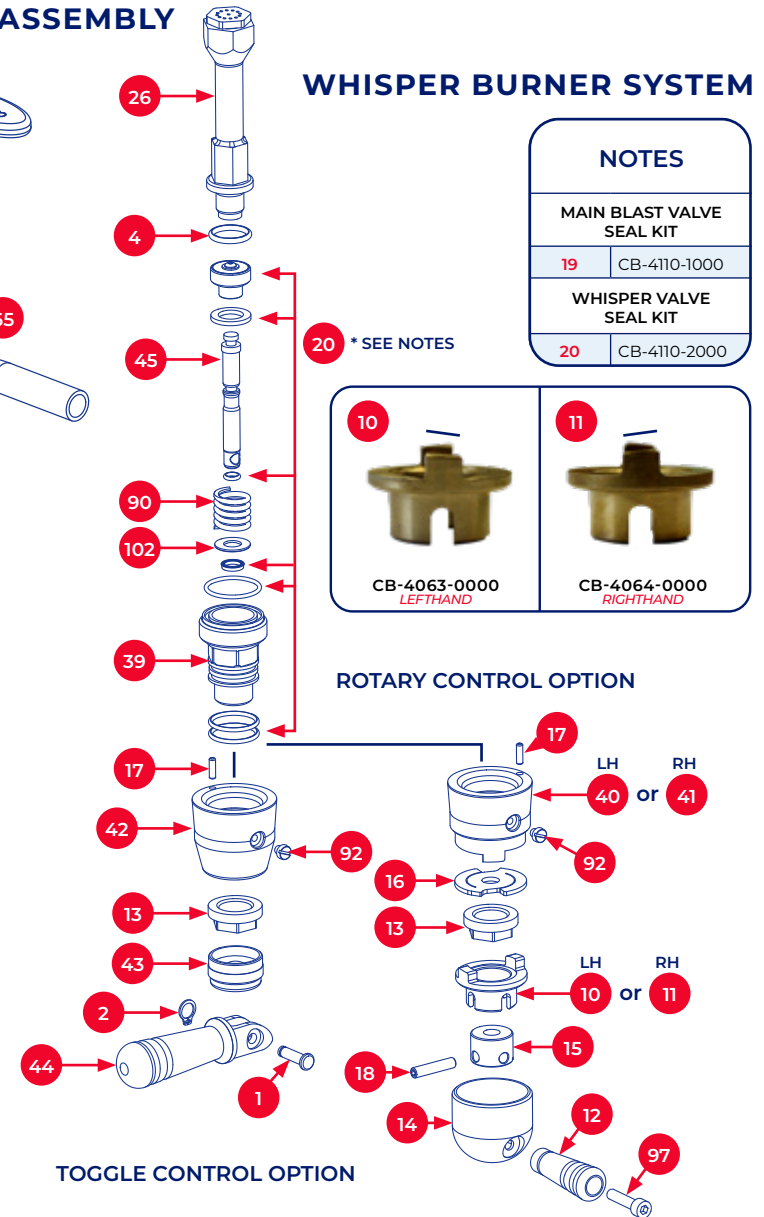 ASSEMBLY
WHISPER BURNER SYSTEM
26
NOTES
MAIN BLAST VALVE
SEAL KIT
19 CB-4110-1000
WHISPER VALVE
SEAL KIT
20 CB-4110-2000
4
55
45
20 * SEE NOTES
10
11
CB-4063-0000
LEFTHAND
CB-4064-0000
RIGHTHAND
90
102
39
ROTARY CONTROL OPTION
17
42
92
13
43
2
44
1
TOGGLE CONTROL OPTION
17
LH RH
40 or 41
92
16
13
LH RH
10 or 11
15
18
14
12
97